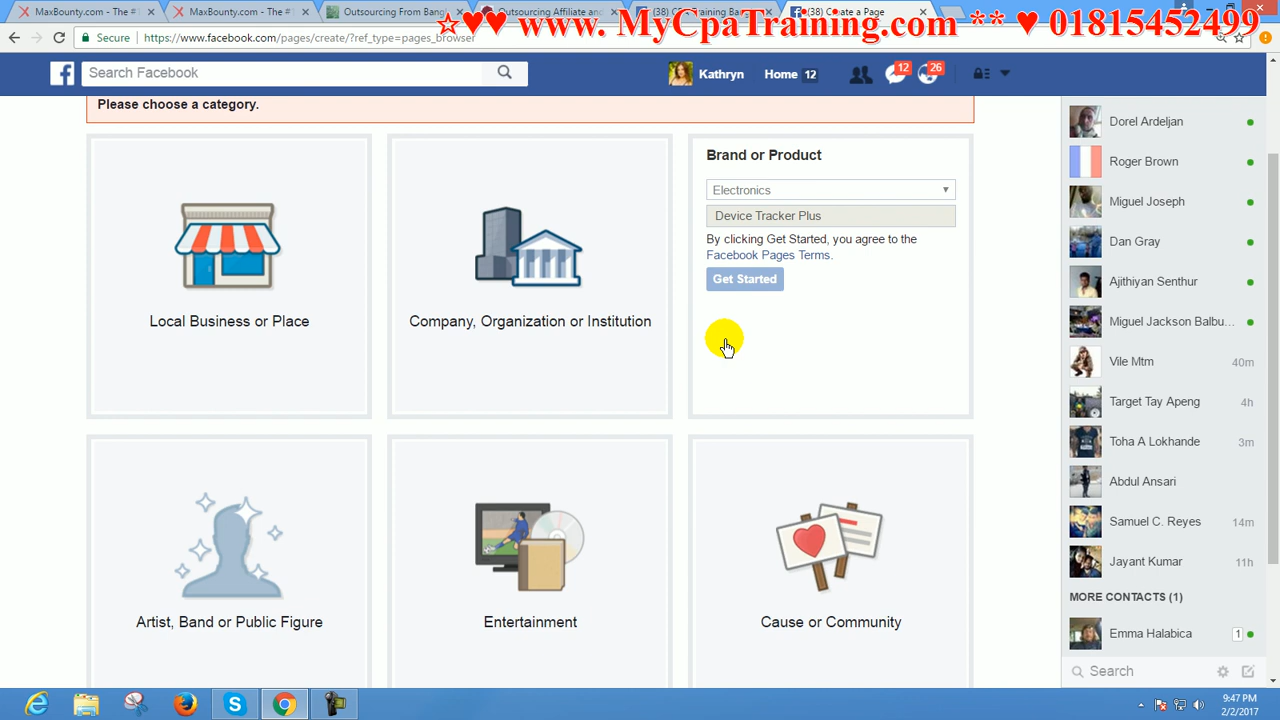 MaxBounty.com - The #1
MaxBounty.com - The #
Outsourcing From Bangl
Outsourcing Affiliate and
(38) Create a Page
☆♥♥ www. MyCpaTraining.com ** ♥ 01815452499
Secure https://www.facebook.com/pages/create/?ref_type=pages_browser
Search Facebook
Kathryn
Home 12
12
26
Please choose a category.
Local Business or Place
Company, Organization or Institution
Brand or Product
Electronics
Device Tracker Plus
By clicking Get Started, you agree to the
Facebook Pages Terms.
Get Started
Artist, Band or Public Figure
Entertainment
Cause or Community
Dorel Ardeljan
Roger Brown
Miguel Joseph
Dan Gray
Ajithiyan Senthur
Miguel Jackson Balbu...
Vile Mtm 40m
Target Tay Apeng 4h
Toha A Lokhande 3m
Abdul Ansari
Samuel C. Reyes 14m
Jayant Kumar 11h
MORE CONTACTS (1)
Emma Halabica 1
Search
9:47 PM
2/2/2017